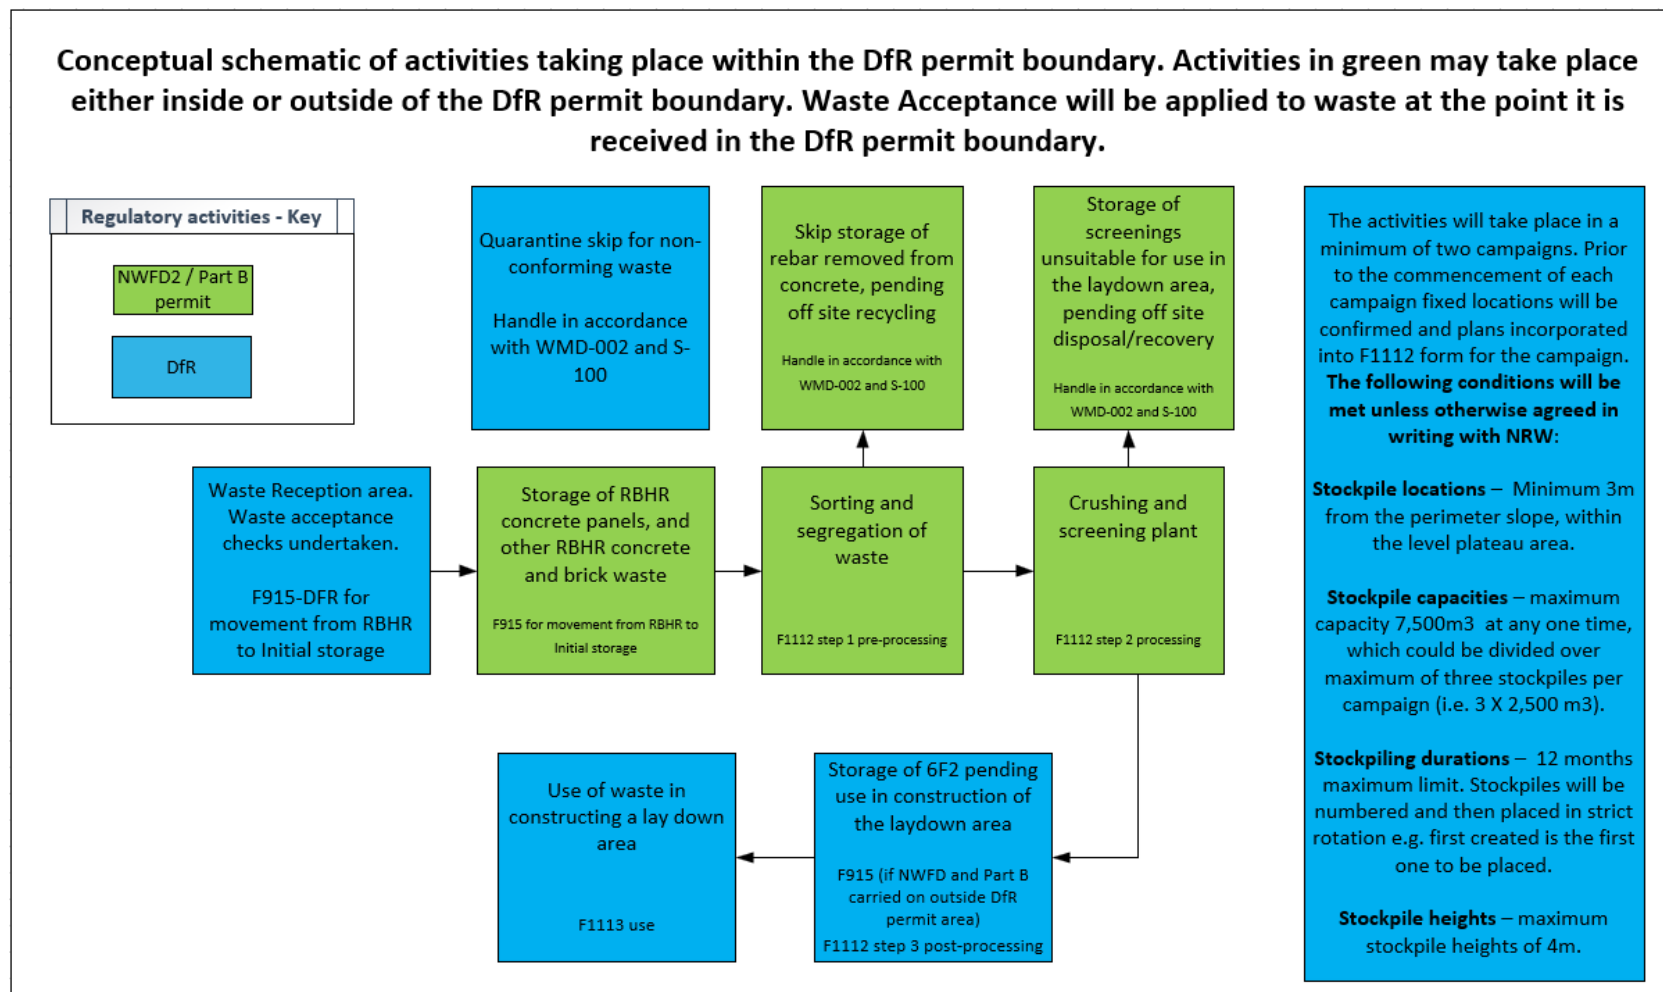 Conceptual schematic of activities taking place within the DfR permit boundary. Activities in green may take place
either inside or outside of the DfR permit boundary. Waste Acceptance will be applied to waste at the point it is
received in the DfR permit boundary.
Regulatory activities - Key
NWFD2 / Part B
permit
DfR
Quarantine skip for non-
conforming waste
Handle in accordance
with WMD-002 and S-
100
Skip storage of
rebar removed from
concrete, pending
off site recycling
Handle in accordance with
WMD-002 and S-100
Storage of
screenings
unsuitable for use in
the laydown area,
pending off site
disposal/recovery
Handle in accordance with
WMD-002 and S-100
Waste Reception area.
Waste acceptance
checks undertaken.
F915-DFR for
movement from RBHR
to Initial storage
Storage of RBHR
concrete panels, and
other RBHR concrete
and brick waste
F915 for movement from RBHR to
Initial storage
Sorting and
segregation of
waste
F1112 step 1 pre-processing
Crushing and
screening plant
F1112 step 2 processing
Use of waste in
constructing a lay down
area
F1113 use
Storage of 6F2 pending
use in construction of
the laydown area
F915 (if NWFD and Part B
carried on outside DfR
permit area)
F1112 step 3 post-processing
The activities will take place in a
minimum of two campaigns. Prior
to the commencement of each
campaign fixed locations will be
confirmed and plans incorporated
into F1112 form for the campaign.
The following conditions will be
met unless otherwise agreed in
writing with NRW:
Stockpile locations – Minimum 3m
from the perimeter slope, within
the level plateau area.
Stockpile capacities – maximum
capacity 7,500m3 at any one time,
which could be divided over
maximum of three stockpiles per
campaign (i.e. 3 X 2,500 m3).
Stockpiling durations – 12 months
maximum limit. Stockpiles will be
numbered and then placed in strict
rotation e.g. first created is the first
one to be placed.
Stockpile heights – maximum
stockpile heights of 4m.